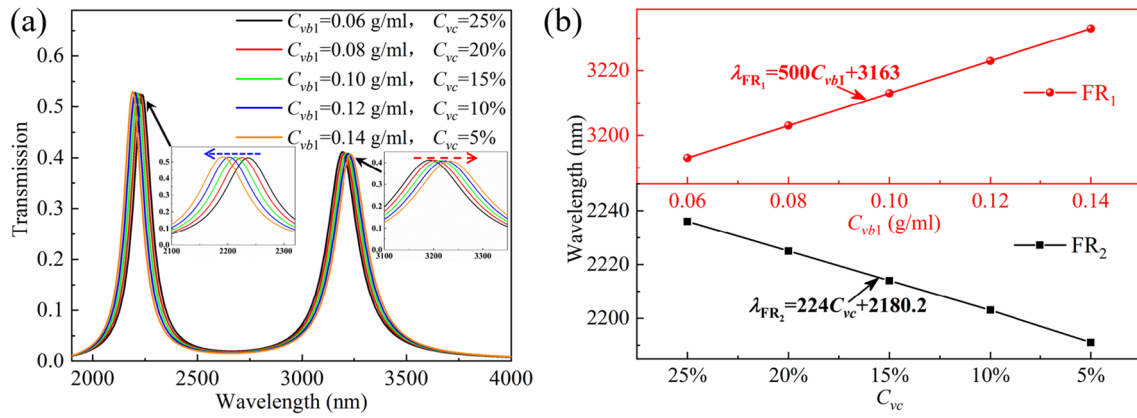 (a)
C_vb1=0.06 g/ml, C_vc=25%
C_vb1=0.08 g/ml, C_vc=20%
C_vb1=0.10 g/ml, C_vc=15%
C_vb1=0.12 g/ml, C_vc=10%
C_vb1=0.14 g/ml, C_vc=5%
Transmission
0.6
0.5
0.4
0.3
0.2
0.1
0.0
0.5
0.4
0.3
0.2
0.1
0.0
2100 2200 2300
0.4
0.3
0.2
0.1
0.0
3100 3200 3300
2000 2500 3000 3500 4000
Wavelength (nm)
(b)
Wavelength (nm)
3220
3200
λ_FR1=500C_vb1+3163
FR1
0.06 0.08 0.10 0.12 0.14
C_vb1 (g/ml)
2240
2220
2200
FR2
λ_FR2=224C_vc+2180.2
25% 20% 15% 10% 5%
C_vc